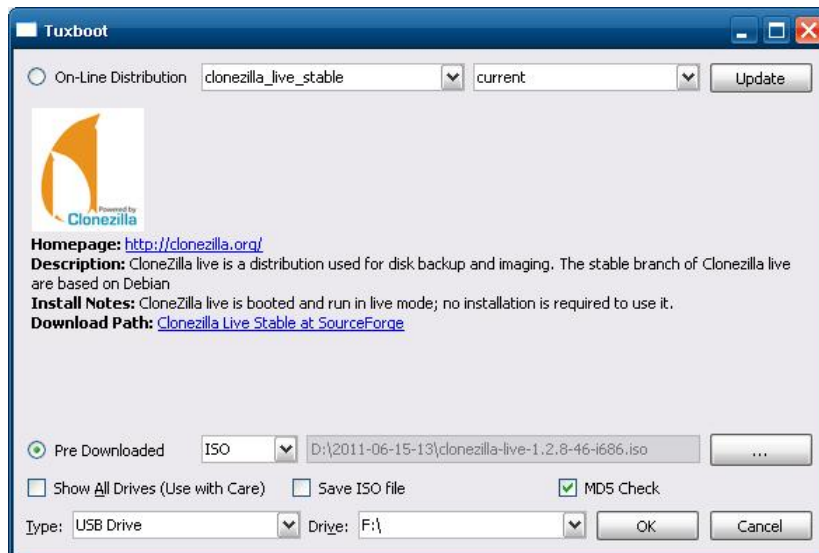 Tuxboot
On-Line Distribution clonezilla_live_stable current Update
Powered by
Clonezilla
Homepage: http://clonezilla.org/
Description: CloneZilla live is a distribution used for disk backup and imaging. The stable branch of Clonezilla live
are based on Debian
Install Notes: CloneZilla live is booted and run in live mode; no installation is required to use it.
Download Path: Clonezilla Live Stable at SourceForge
Pre Downloaded ISO D:\2011-06-15-13\clonezilla-live-1.2.8-46-i686.iso ...
Show All Drives (Use with Care) Save ISO file MD5 Check
Type: USB Drive Drive: F:\ OK Cancel